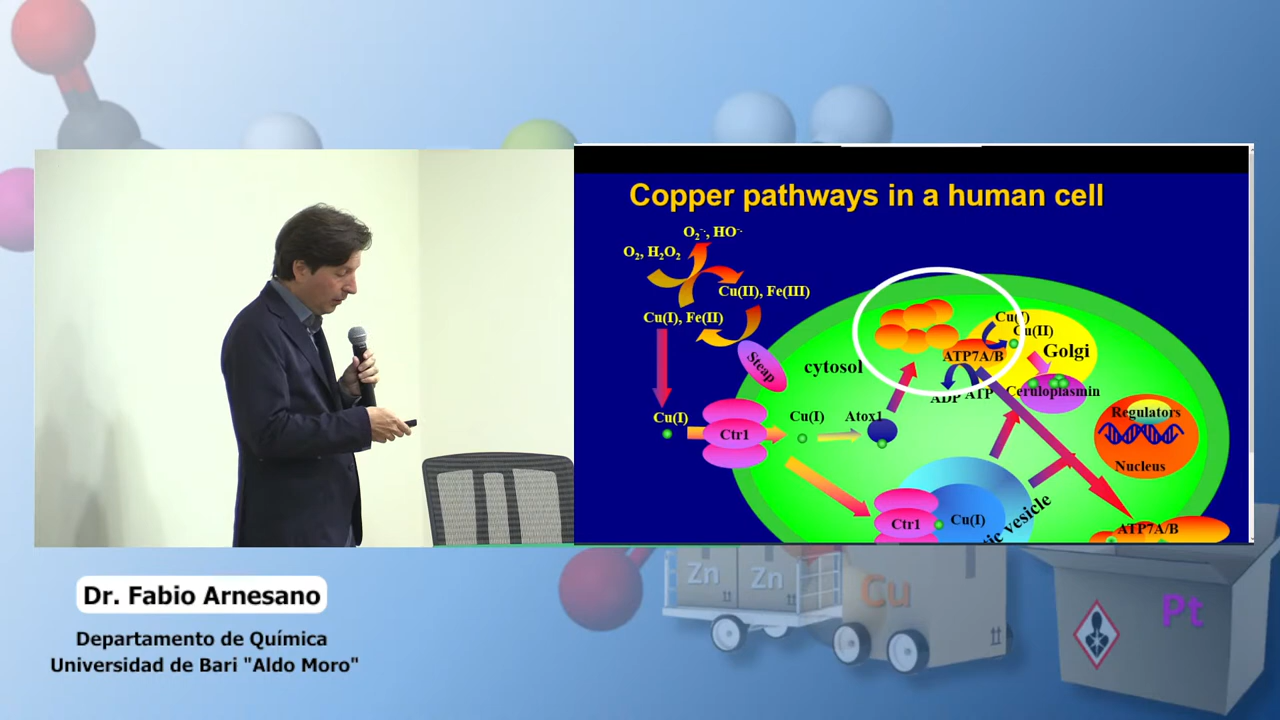 Copper pathways in a human cell
O₂⁻·, HO⁻·
O₂, H₂O₂
Cu(II), Fe(III)
Cu(I), Fe(II)
Steap
cytosol
Cu(I)
Cu(II)
ATP7A/B
Golgi
ADP
ATP
Ceruloplasmin
Cu(I)
Ctr1
Cu(I)
Atox1
Regulators
Nucleus
Ctr1
Cu(I)
tic vesicle
ATP7A/B
Zn
Zn
Cu
Pt
Dr. Fabio Arnesano
Departamento de Química
Universidad de Bari "Aldo Moro"